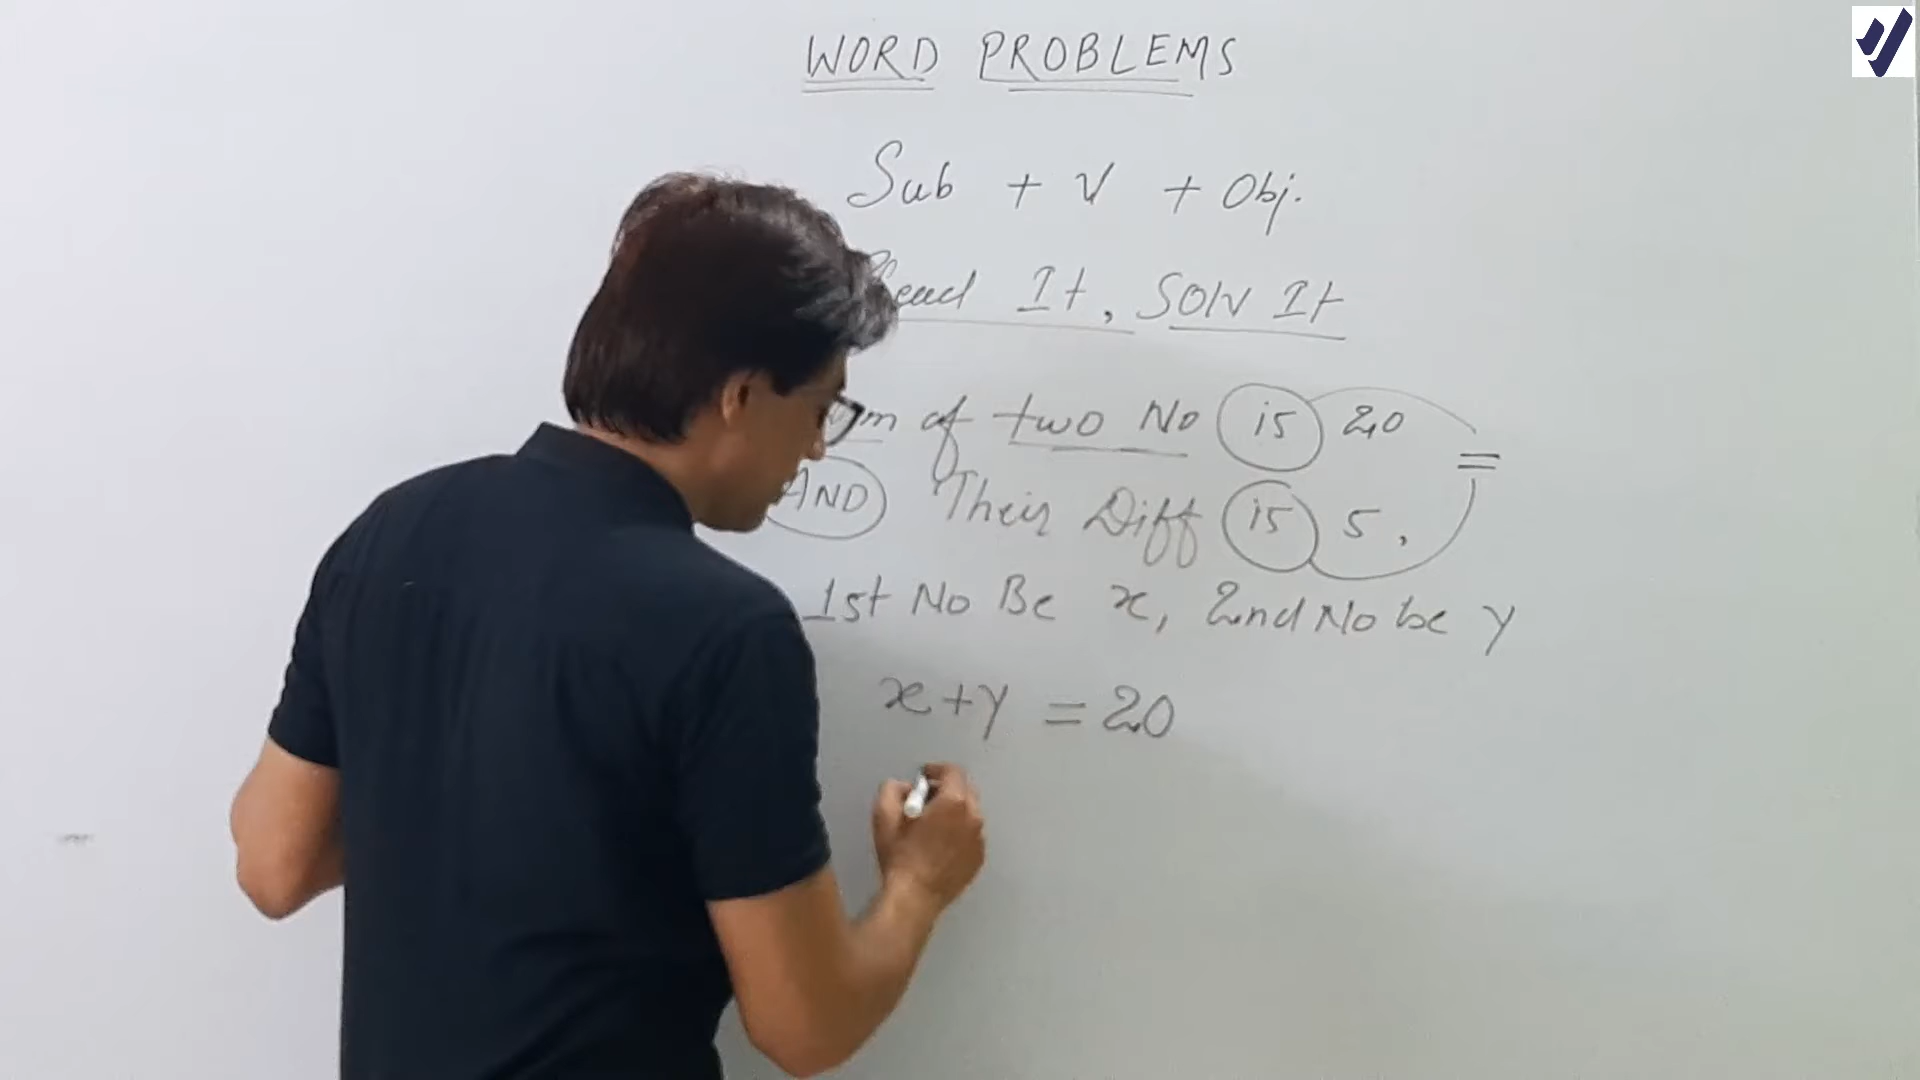 WORD PROBLEMS
Sub + V + Obj.
Read It, SOlV It
of two No is 20
=
AND Their Diff is 5,
1st No Be x, 2nd No be y
x+y = 20